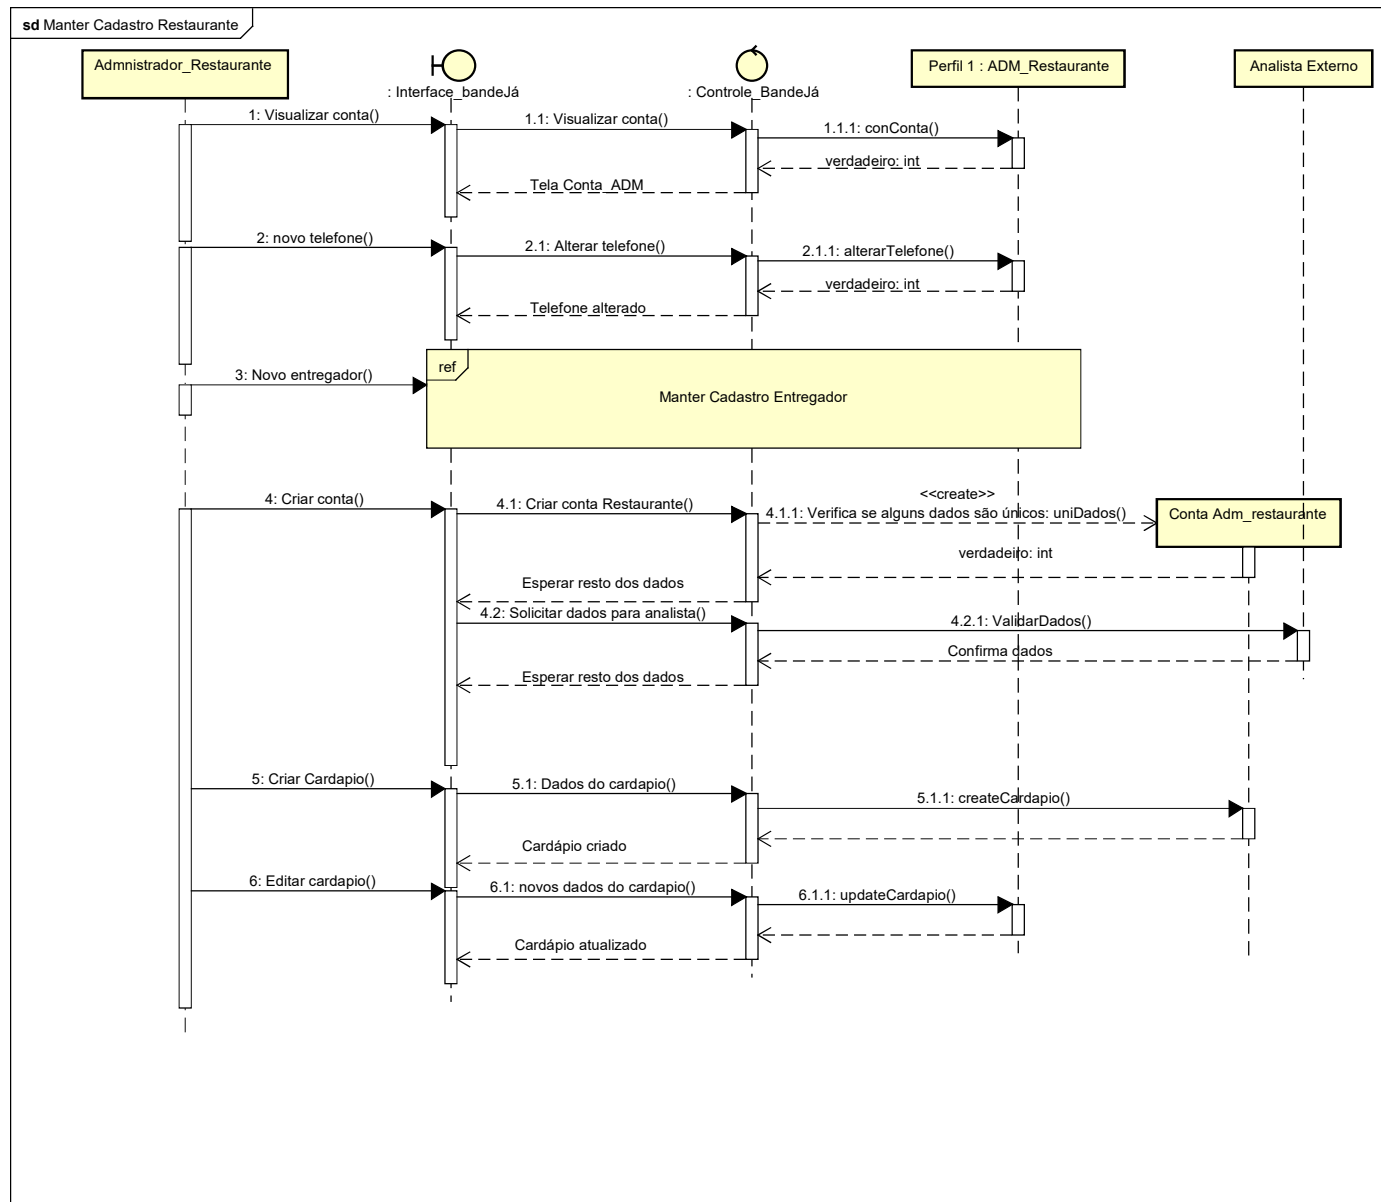 sd Manter Cadastro Restaurante
Admnistrador_Restaurante
: Interface_bandeJá
: Controle_BandeJá
Perfil 1 : ADM_Restaurante
Analista Externo
1: Visualizar conta()
1.1: Visualizar conta()
1.1.1: conConta()
verdadeiro: int
Tela Conta_ADM
2: novo telefone()
2.1: Alterar telefone()
2.1.1: alterarTelefone()
verdadeiro: int
Telefone alterado
ref
3: Novo entregador()
Manter Cadastro Entregador
4: Criar conta()
4.1: Criar conta Restaurante()
<<create>>
4.1.1: Verifica se alguns dados são únicos: uniDados()
Conta Adm_restaurante
verdadeiro: int
Esperar resto dos dados
4.2: Solicitar dados para analista()
4.2.1: ValidarDados()
Confirma dados
Esperar resto dos dados
5: Criar Cardapio()
5.1: Dados do cardapio()
5.1.1: createCardapio()
Cardápio criado
6: Editar cardapio()
6.1: novos dados do cardapio()
6.1.1: updateCardapio()
Cardápio atualizado